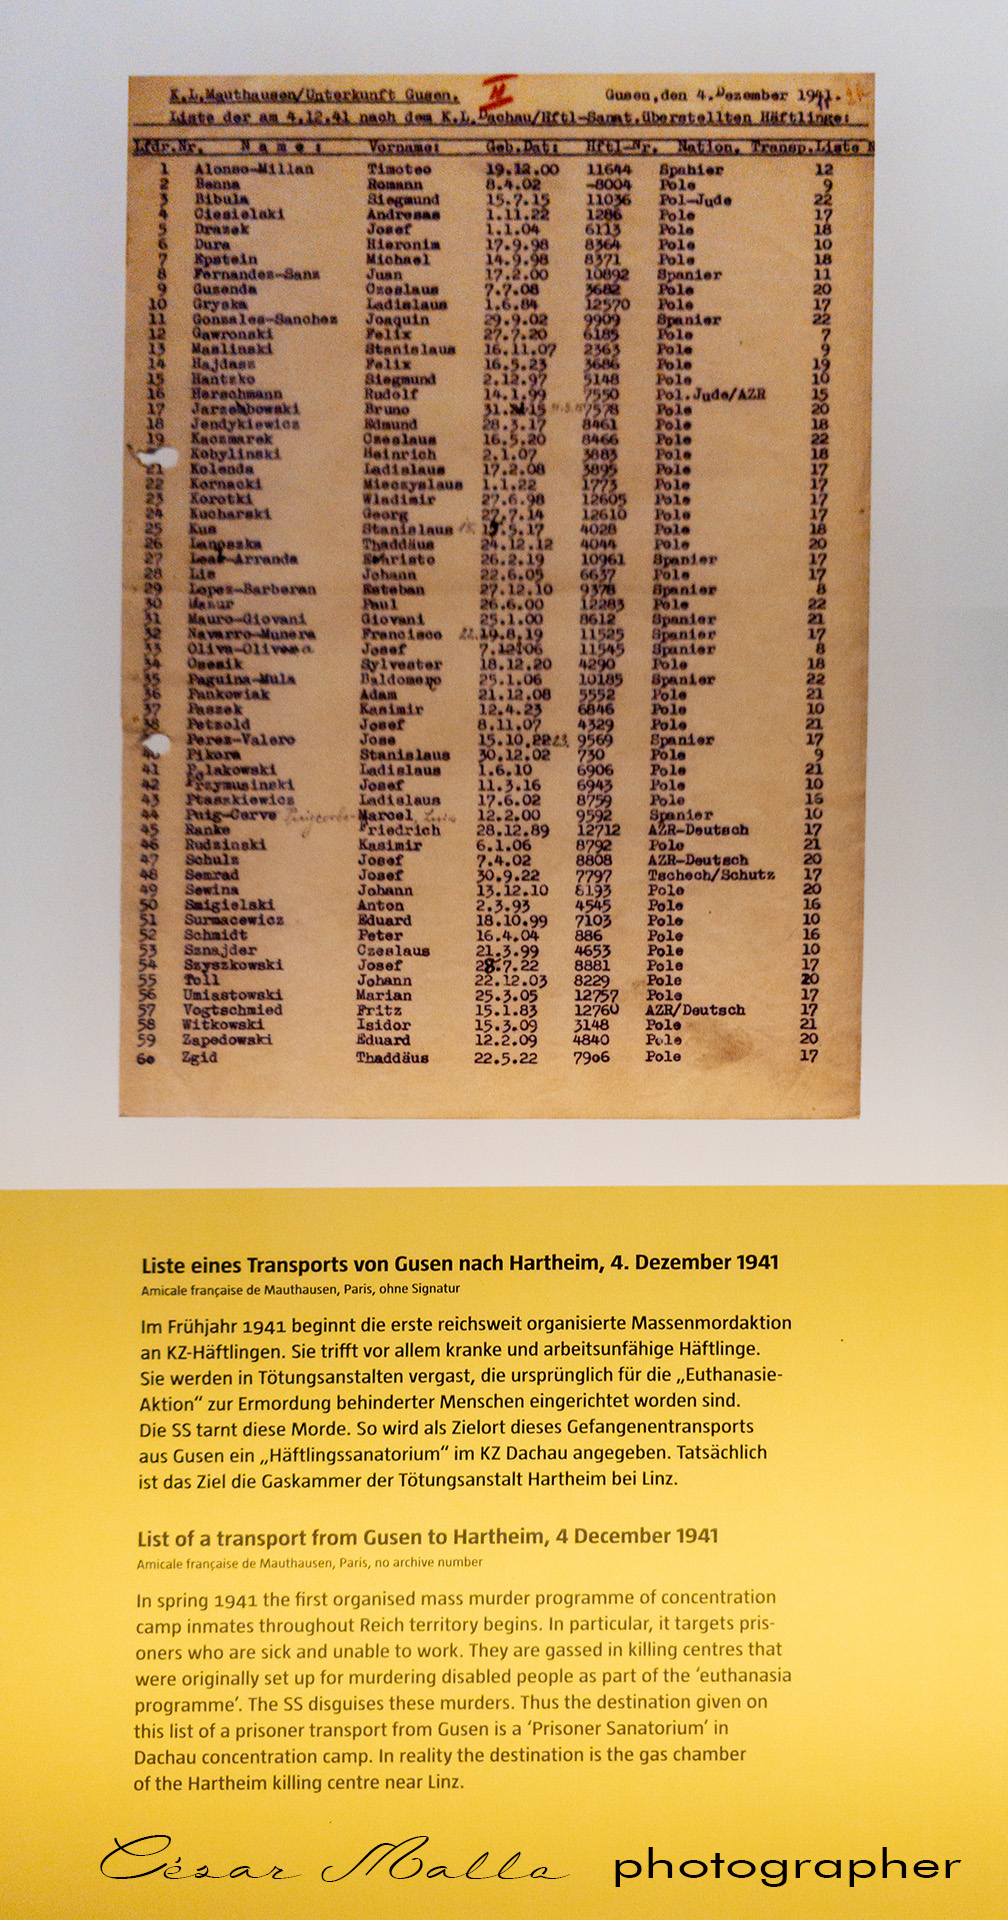 K.L.Mauthausen/Unterkunft Gusen. II Gusen,den 4.Dezember 1941.
Liste der am 4.12.41 nach dem K.L.Dachau/Hftl-Sanat.überstellten Häftlinge:
Lfdr.Nr. N a m e : Vorname: Geb.Dat: Hftl-Nr. Nation. Transp.Liste N
1 Alonso-Millan Timoteo 19.12.00 11644 Spanier 12
2 Banna Romann 8.4.02 -8004 Pole 9
3 Bibula Siegmund 15.7.15 11036 Pol-Jude 22
4 Ciesielski Andreas 1.11.22 1286 Pole 17
5 Drazek Josef 1.1.04 6113 Pole 18
6 Dura Hieronim 17.9.98 8364 Pole 10
7 Epstein Michael 14.9.98 8371 Pole 18
8 Fernandez-Sanz Juan 17.2.00 10892 Spanier 11
9 Gusenda Czeslaus 7.7.08 3682 Pole 20
10 Gryska Ladislaus 1.6.84 12570 Pole 17
11 Gonzales-Sanchez Joaquin 29.9.02 9909 Spanier 22
12 Gawronski Felix 27.7.20 6185 Pole 7
13 Maslinski Stanislaus 16.11.07 2363 Pole 9
14 Hajdasz Felix 16.5.23 3686 Pole 19
15 Hantzko Siegmund 2.12.97 5148 Pole 10
16 Herschmann Rudolf 14.1.99 7550 Pol.Jude/AZR 15
17 Jarzembowski Bruno 31. 15 7578 Pole 20
18 Jendykiewicz Edmund 28.3.17 8461 Pole 18
19 Kaczmarek Czeslaus 16.5.20 8466 Pole 22
Kobylinski Heinrich 2.1.07 3883 Pole 18
21 Kolenda Ladislaus 17.2.08 3895 Pole 17
22 Kornacki Mieczyslaus 1.1.22 1773 Pole 17
23 Korotki Wladimir 27.6.98 12605 Pole 17
24 Kucharski Georg 27.7.14 12610 Pole 17
25 Kus Stanislaus .5.17 4028 Pole 18
26 Lanoszka Thaddäus 24.12.12 4044 Pole 20
27 Leal-Arranda Echristo 26.2.19 10961 Spanier 17
28 Lis Johann 22.6.05 6637 Pole 17
29 Lopez-Barberan Esteban 27.12.10 9378 Spanier 8
30 Mazur Paul 26.6.00 12283 Pole 22
31 Mauro-Giovani Giovani 25.1.00 8612 Spanier 21
32 Navarro-Munera Francisco 22.19.8.19 11525 Spanier 17
33 Oliva-Olivera Josef 7.12.06 11545 Spanier 8
34 Osesik Sylvester 18.12.20 4290 Pole 18
35 Paguina-Mula Baldomero 25.1.06 10185 Spanier 22
36 Pankowiak Adam 21.12.08 5552 Pole 21
37 Paszek Kasimir 12.4.23 6846 Pole 10
38 Petzold Josef 8.11.07 4329 Pole 21
Perez-Valero Jose 15.10.22 23. 9569 Spanier 17
40 Pikora Stanislaus 30.12.02 730 Pole 9
41 Polakowski Ladislaus 1.6.10 6906 Pole 21
42 Przymusinski Josef 11.3.16 6943 Pole 10
43 Ptaszkiewicz Ladislaus 17.6.02 8759 Pole 16
44 Puig-Cerve Marcel 12.2.00 9592 Spanier 10
45 Ranke Friedrich 28.12.89 12712 AZR-Deutsch 17
46 Rudzinski Kasimir 6.1.06 8792 Pole 21
47 Schulz Josef 7.4.02 8808 AZR-Deutsch 20
48 Semrad Josef 30.9.22 7797 Tschech/Schutz 17
49 Sewina Johann 13.12.10 6193 Pole 20
50 Smigielski Anton 2.3.93 4545 Pole 16
51 Surmacewicz Eduard 18.10.99 7103 Pole 10
52 Schmidt Peter 16.4.04 886 Pole 16
53 Sznajder Czeslaus 21.3.99 4653 Pole 10
54 Szyszkowski Josef 28.7.22 8881 Pole 17
55 Toll Johann 22.12.03 8229 Pole 20
56 Umiastowski Marian 25.3.05 12757 Pole 17
57 Vogtschmied Fritz 15.1.83 12760 AZR/Deutsch 17
58 Witkowski Isidor 15.3.09 3148 Pole 21
59 Zapedowski Eduard 12.2.09 4840 Pole 20
60 Zgid Thaddäus 22.5.22 7906 Pole 17
Liste eines Transports von Gusen nach Hartheim, 4. Dezember 1941
Amicale française de Mauthausen, Paris, ohne Signatur
Im Frühjahr 1941 beginnt die erste reichsweit organisierte Massenmordaktion
an KZ-Häftlingen. Sie trifft vor allem kranke und arbeitsunfähige Häftlinge.
Sie werden in Tötungsanstalten vergast, die ursprünglich für die „Euthanasie-
Aktion“ zur Ermordung behinderter Menschen eingerichtet worden sind.
Die SS tarnt diese Morde. So wird als Zielort dieses Gefangenentransports
aus Gusen ein „Häftlingssanatorium“ im KZ Dachau angegeben. Tatsächlich
ist das Ziel die Gaskammer der Tötungsanstalt Hartheim bei Linz.
List of a transport from Gusen to Hartheim, 4 December 1941
Amicale française de Mauthausen, Paris, no archive number
In spring 1941 the first organised mass murder programme of concentration
camp inmates throughout Reich territory begins. In particular, it targets pris-
oners who are sick and unable to work. They are gassed in killing centres that
were originally set up for murdering disabled people as part of the ‘euthanasia
programme’. The SS disguises these murders. Thus the destination given on
this list of a prisoner transport from Gusen is a ‘Prisoner Sanatorium’ in
Dachau concentration camp. In reality the destination is the gas chamber
of the Hartheim killing centre near Linz.
César Malla photographer